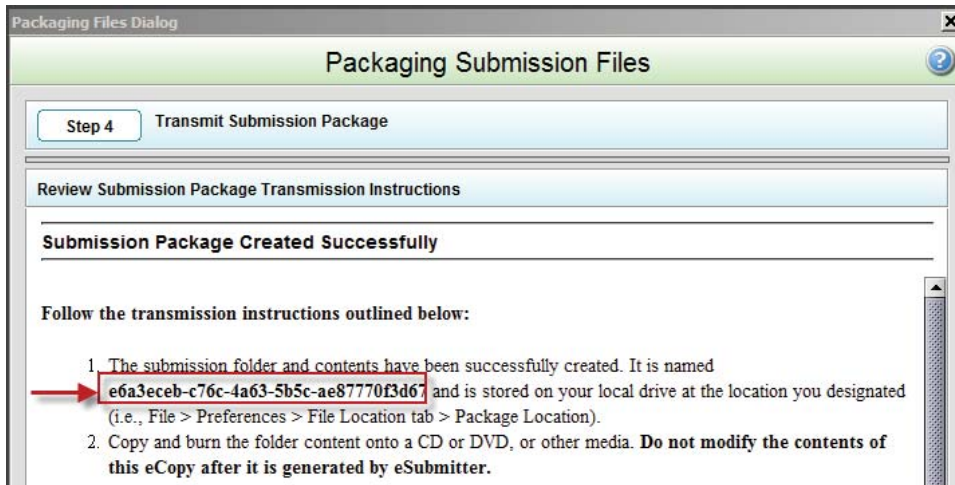 Packaging Files Dialog
Packaging Submission Files
Step 4
Transmit Submission Package
Review Submission Package Transmission Instructions
Submission Package Created Successfully
Follow the transmission instructions outlined below:
1. The submission folder and contents have been successfully created. It is named
e6a3eceb-c76c-4a63-5b5c-ae87770f3d67 and is stored on your local drive at the location you designated
(i.e., File > Preferences > File Location tab > Package Location).
2. Copy and burn the folder content onto a CD or DVD, or other media. Do not modify the contents of
this eCopy after it is generated by eSubmitter.